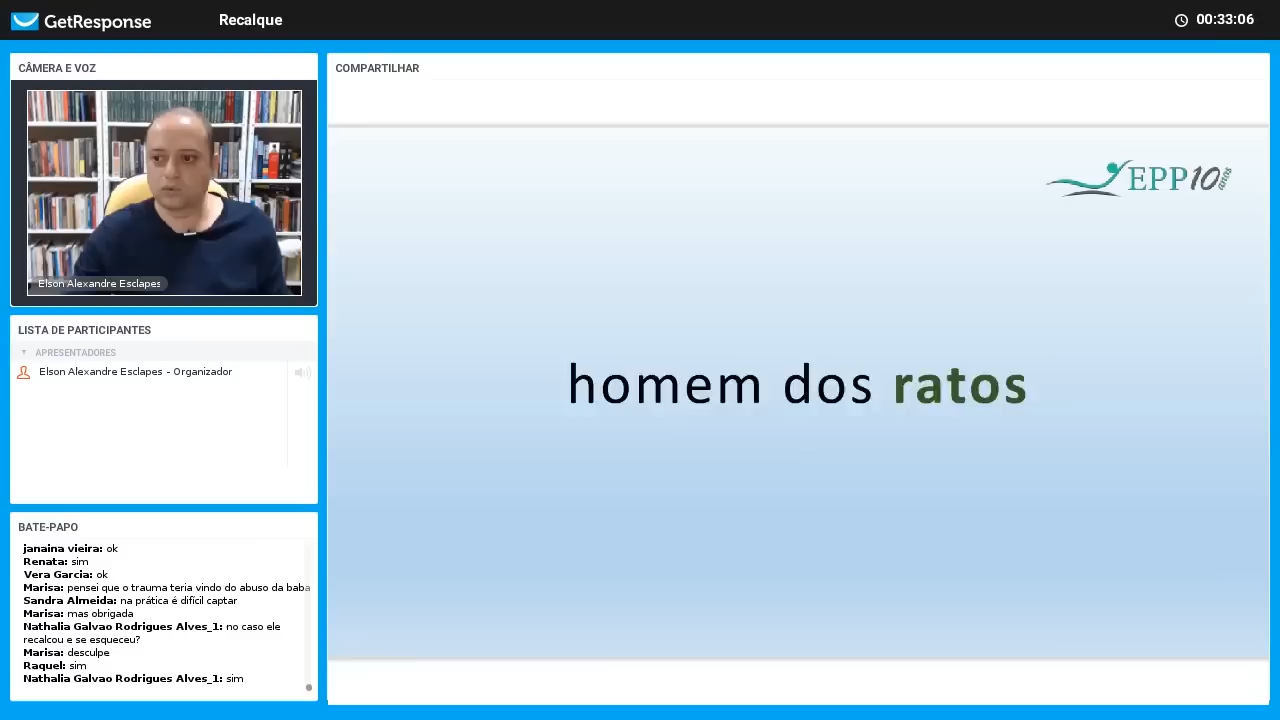 GetResponse
Recalque
00:33:06
CÂMERA E VOZ
Elson Alexandre Esclapes
LISTA DE PARTICIPANTES
APRESENTADORES
Elson Alexandre Esclapes - Organizador
BATE-PAPO
janaina vieira: ok
Renata: sim
Vera Garcia: ok
Marisa: pensei que o trauma teria vindo do abuso da baba
Sandra Almeida: na prática é difícil captar
Marisa: mas obrigada
Nathalia Galvao Rodrigues Alves_1: no caso ele
recalcou e se esqueceu?
Marisa: desculpe
Raquel: sim
Nathalia Galvao Rodrigues Alves_1: sim
COMPARTILHAR
EPP10 anos
homem dos ratos